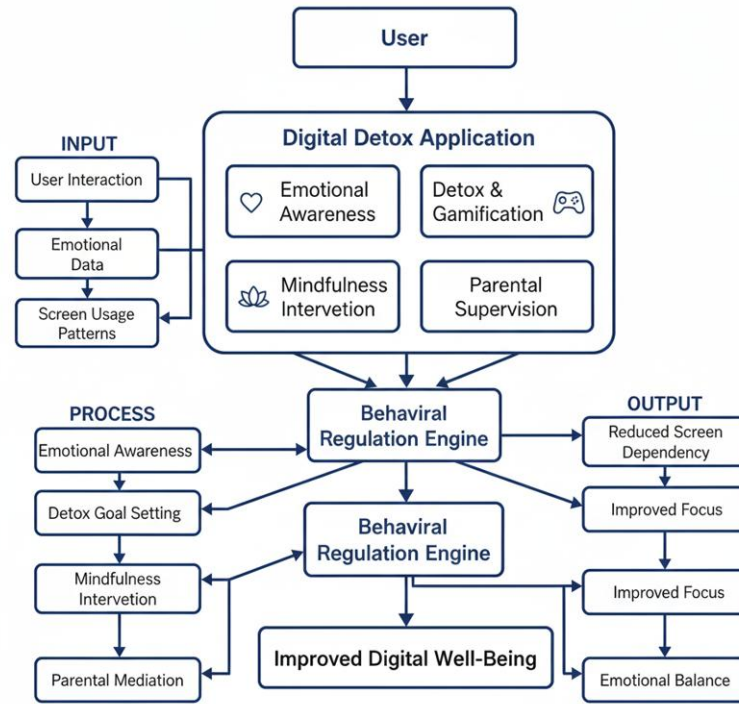 User
Digital Detox Application
Emotional
Awareness
Detox &
Gamification
Mindfulness
Intervetion
Parental
Supervision
INPUT
User Interaction
Emotional
Data
Screen Usage
Patterns
Behaviral
Regulation Engine
PROCESS
Emotional Awareness
Detox Goal Setting
Mindfulness
Intervetion
Parental Mediation
Behaviral
Regulation Engine
Improved Digital Well-Being
OUTPUT
Reduced Screen
Dependency
Improved Focus
Improved Focus
Emotional Balance